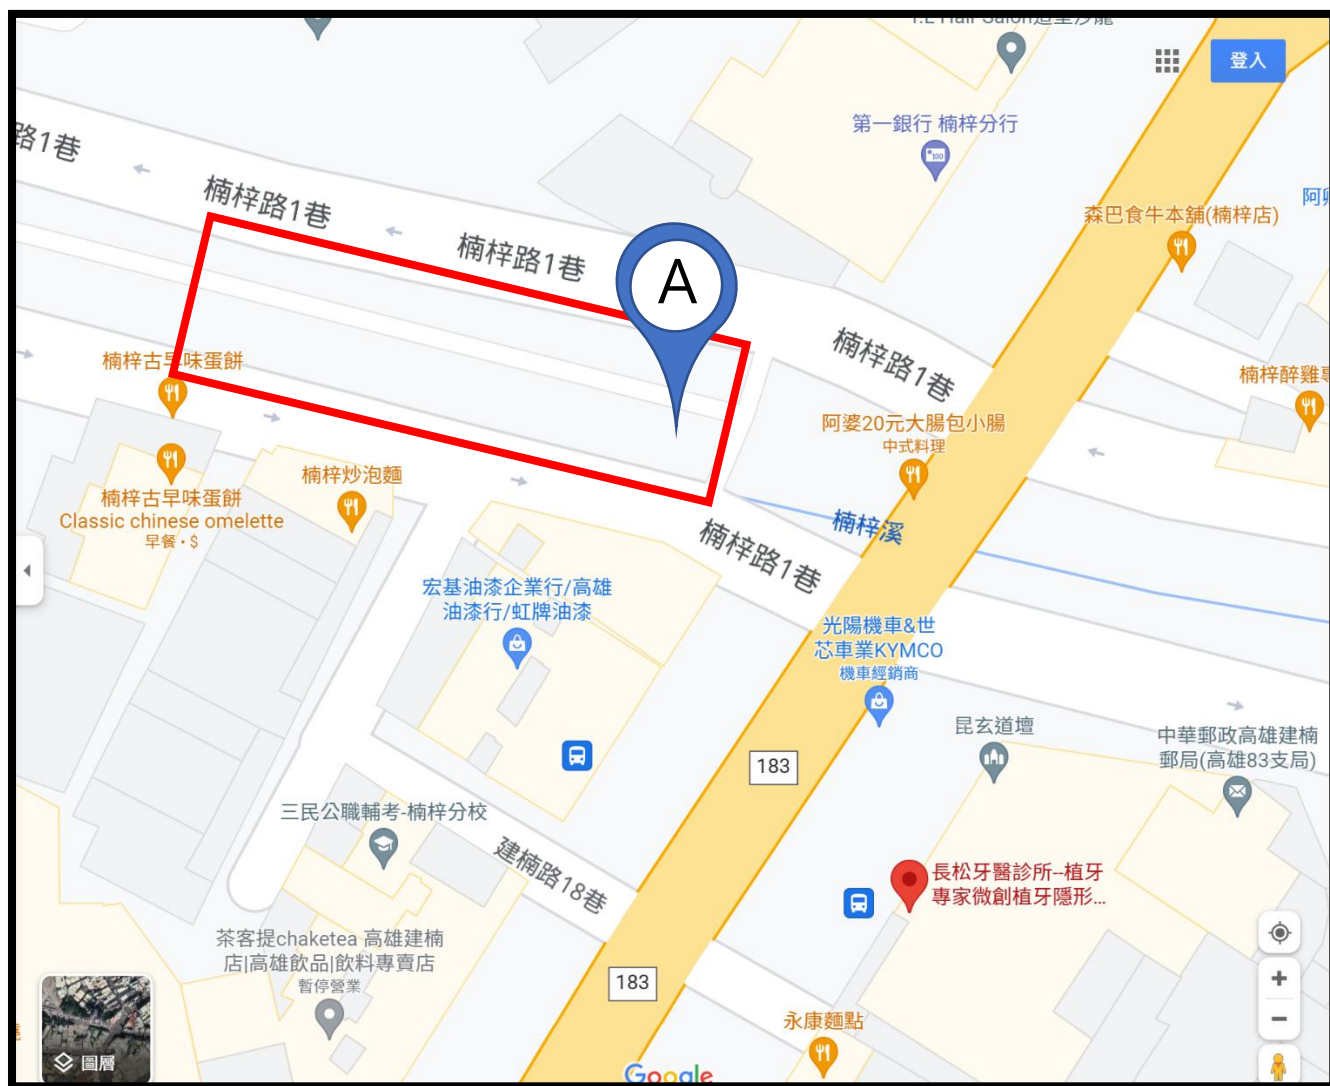 登入
第一銀行 楠梓分行
路1巷
楠梓路1巷
森巴食牛本舖(楠梓店)
楠梓路1巷
A
楠梓路1巷
楠梓古早味蛋餅
阿婆20元大腸包小腸
中式料理
楠梓炒泡麵
楠梓古早味蛋餅
Classic chinese omelette
早餐・$
楠梓溪
楠梓路1巷
宏基油漆企業行/高雄
油漆行/虹牌油漆
光陽機車&世
芯車業KYMCO
機車經銷商
昆玄道壇
中華郵政高雄建楠
郵局(高雄83支局)
183
三民公職輔考-楠梓分校
建楠路18巷
長松牙醫診所--植牙
專家微創植牙隱形...
茶客提chaketea 高雄建楠
店|高雄飲品|飲料專賣店
暫停營業
183
永康麵點
圖層
Google